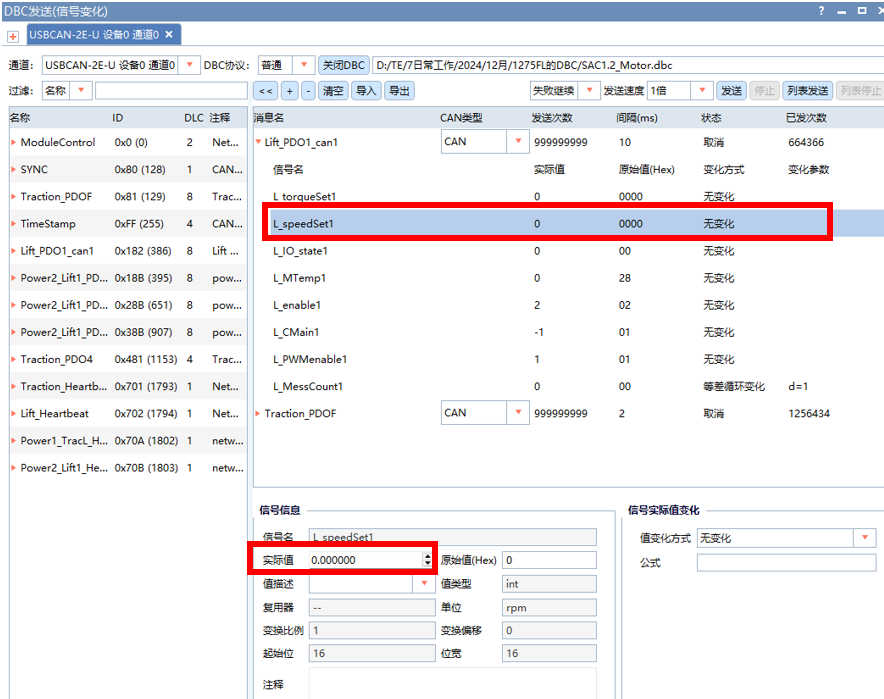 DBC发送(信号变化)
USBCAN-2E-U 设备0 通道0
通道: USBCAN-2E-U 设备0 通道0 DBC协议: 普通 关闭DBC D:/TE/7日常工作/2024/12月/1275FL的DBC/SAC1.2_Motor.dbc
过滤: 名称 << + - 清空 导入 导出 失败继续 发送速度 1倍 发送 停止 列表发送 列表停止
名称 ID DLC 注释 消息名 CAN类型 发送次数 间隔(ms) 状态 已发次数
ModuleControl 0x0 (0) 2 Net... Lift_PDO1_can1 CAN 999999999 10 取消 664366
SYNC 0x80 (128) 1 CAN... 信号名 实际值 原始值(Hex) 变化方式 变化参数
Traction_PDOF 0x81 (129) 8 Trac... L_torqueSet1 0 0000 无变化
TimeStamp 0xFF (255) 4 CAN... L_speedSet1 0 0000 无变化
Lift_PDO1_can1 0x182 (386) 8 Lift ... L_IO_state1 0 00 无变化
Power2_Lift1_PD... 0x18B (395) 8 pow... L_MTemp1 0 28 无变化
Power2_Lift1_PD... 0x28B (651) 8 pow... L_enable1 2 02 无变化
Power2_Lift1_PD... 0x38B (907) 8 pow... L_CMain1 -1 01 无变化
Traction_PDO4 0x481 (1153) 4 Trac... L_PWMenable1 1 01 无变化
Traction_Heartb... 0x701 (1793) 1 Net... L_MessCount1 0 00 等差循环变化 d=1
Lift_Heartbeat 0x702 (1794) 1 Net... Traction_PDOF CAN 999999999 2 取消 1256434
Power1_TracL_H... 0x70A (1802) 1 netw...
Power2_Lift1_He... 0x70B (1803) 1 netw...
信号信息 信号实际值变化
信号名 L_speedSet1 值变化方式 无变化
实际值 0.000000 原始值(Hex) 0 公式
值描述 值类型 int
复用器 -- 单位 rpm
变换比例 1 变换偏移 0
起始位 16 位宽 16
注释